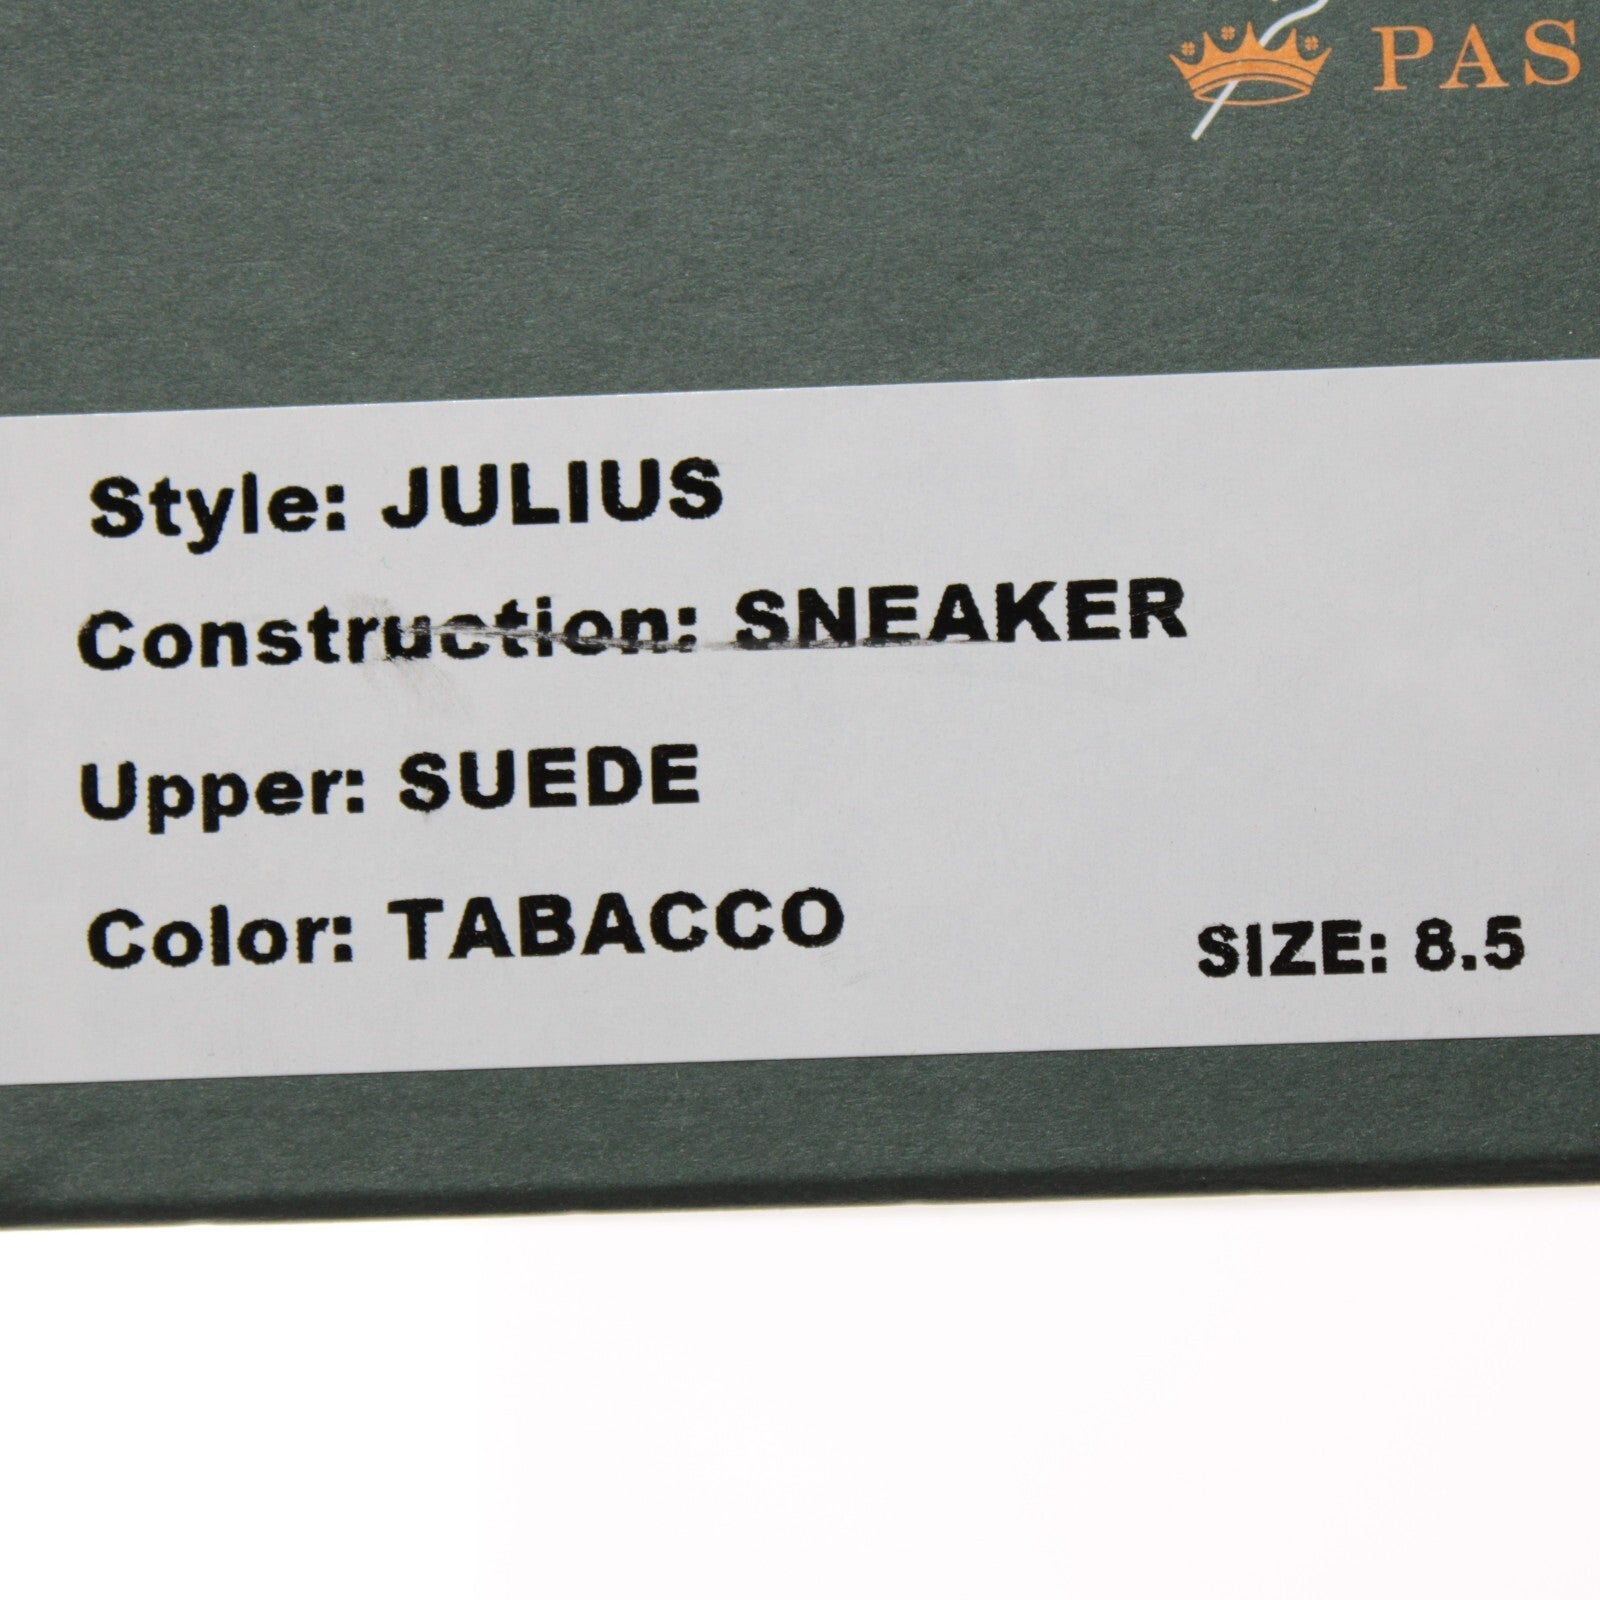 PAS
Style: JULIUS
Construction: SNEAKER
Upper: SUEDE
Color: TABACCO
SIZE: 8.5